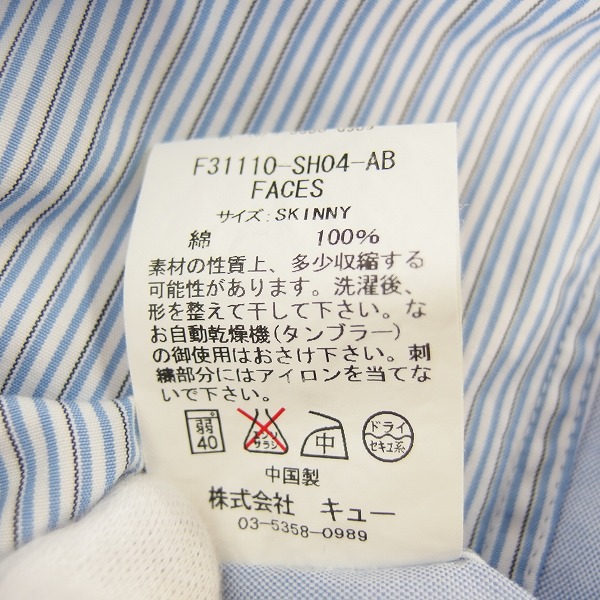 F31110-SH04-AB
FACES
サイズ: SKINNY
綿 100%
素材の性質上、多少収縮する
可能性があります。洗濯後、
形を整えて干して下さい。な
お自動乾燥機(タンブラー)
の御使用はおさけ下さい。刺
繍部分にはアイロンを当てな
いで下さい。
弱 40 エンソ サラシ 中 ドライ セキユ系
中国製
株式会社 キュー
03-5358-0989